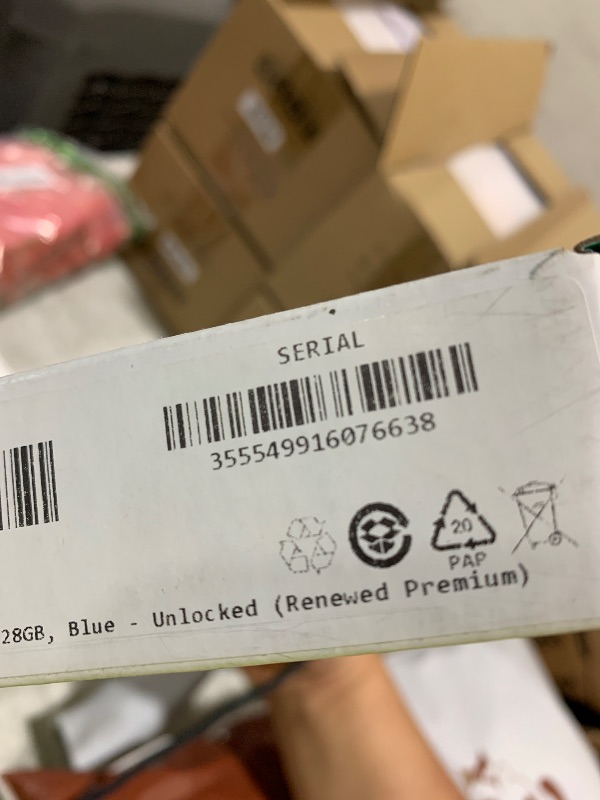 SERIAL
355549916076638
20
PAP
28GB, Blue - Unlocked (Renewed Premium)